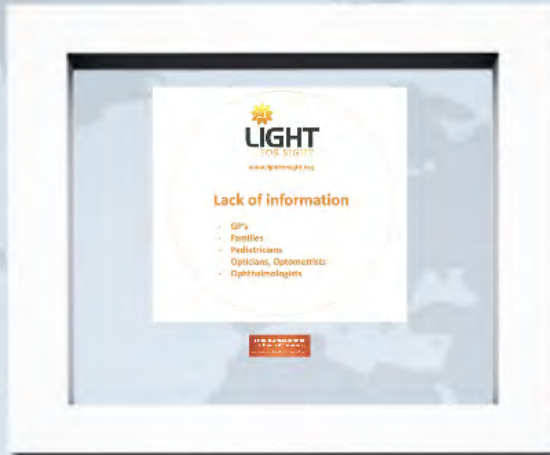 LIGHT
FOR SIGHT
www.lightforsight.org
Lack of information
- GP's
- Families
- Pediatricians
Opticians, Optometrists
- Ophthalmologists